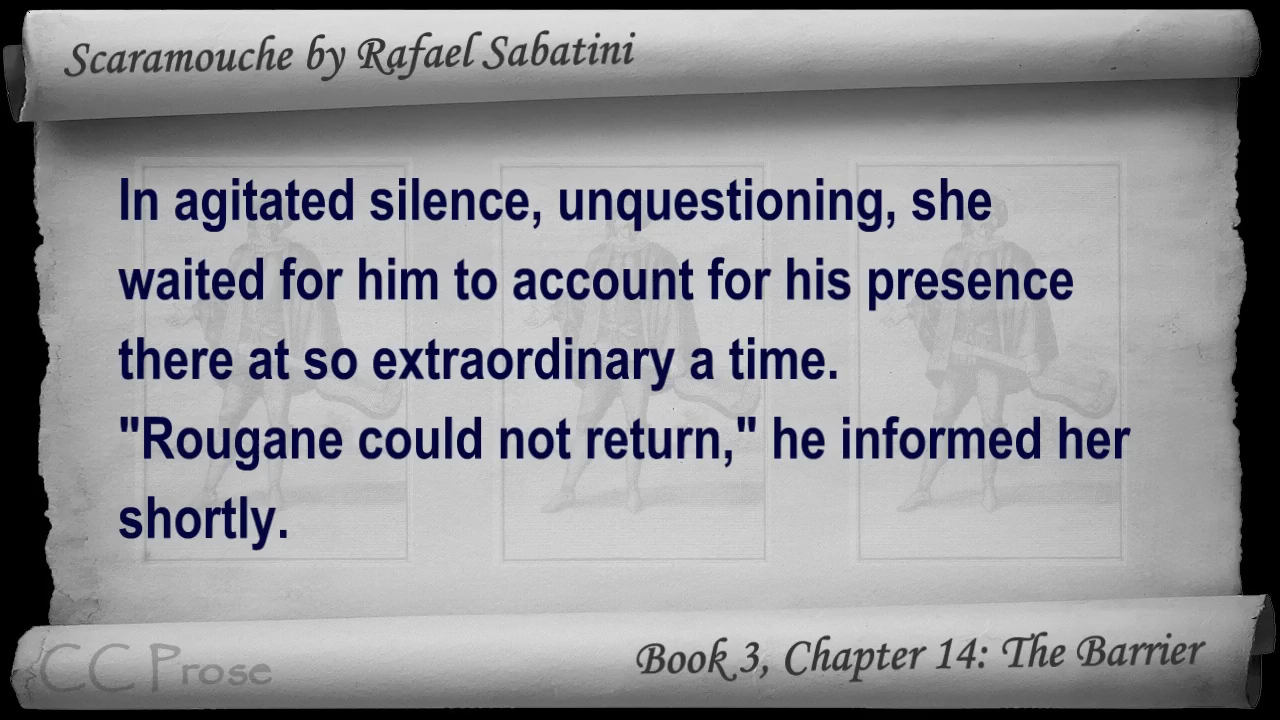 Scaramouche by Rafael Sabatini
In agitated silence, unquestioning, she
waited for him to account for his presence
there at so extraordinary a time.
"Rougane could not return," he informed her
shortly.
CC Prose
Book 3, Chapter 14: The Barrier